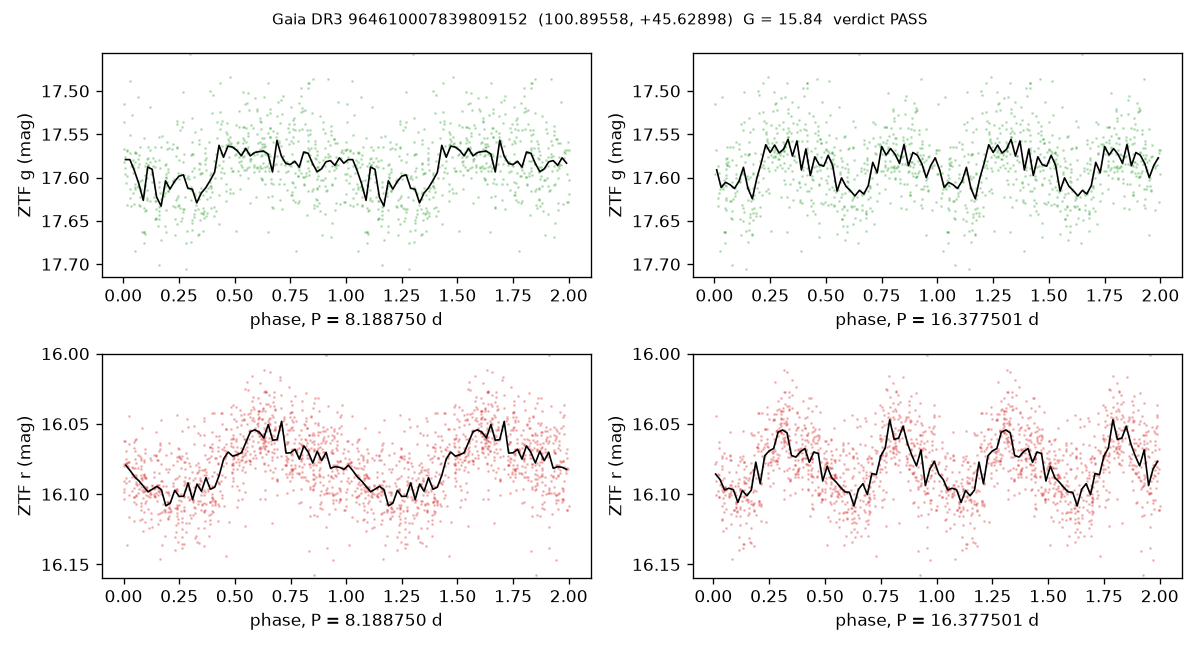 Gaia DR3 964610007839809152 (100.89558, +45.62898) G = 15.84 verdict PASS
ZTF g (mag)
17.50
17.55
17.60
17.65
17.70
0.00 0.25 0.50 0.75 1.00 1.25 1.50 1.75 2.00
phase, P = 8.188750 d
ZTF g (mag)
17.50
17.55
17.60
17.65
17.70
0.00 0.25 0.50 0.75 1.00 1.25 1.50 1.75 2.00
phase, P = 16.377501 d
ZTF r (mag)
16.00
16.05
16.10
16.15
0.00 0.25 0.50 0.75 1.00 1.25 1.50 1.75 2.00
phase, P = 8.188750 d
ZTF r (mag)
16.00
16.05
16.10
16.15
0.00 0.25 0.50 0.75 1.00 1.25 1.50 1.75 2.00
phase, P = 16.377501 d